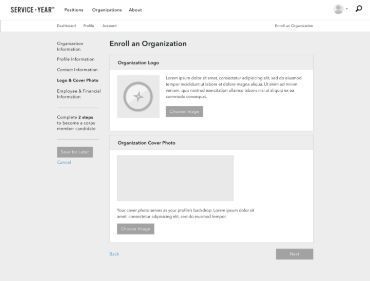 SERVICE + YEAR™ Positions Organizations About
Dashboard Profile Account Enroll an Organization
Enroll an Organization
Organization
Information
Profile Information
Contact Information
Logo & Cover Photo
Employee & Financial
Information
Complete 2 steps
to become a corps
member candidate
Save for Later
Cancel
Organization Logo
Lorem ipsum dolor sit amet, consectetur adipiscing elit, sed do eiusmod
tempor incididunt ut labore et dolore magna aliqua. Ut enim ad minim
veniam, quis nostrud exercitation ullamco laboris nisi ut aliquip ex ea
commodo consequat.
Choose Image
Organization Cover Photo
Your cover photo serves as your profile's backdrop. Lorem ipsum dolor sit
amet, consectetur adipiscing elit, sed do eiusmod tempor.
Choose Image
Back Next